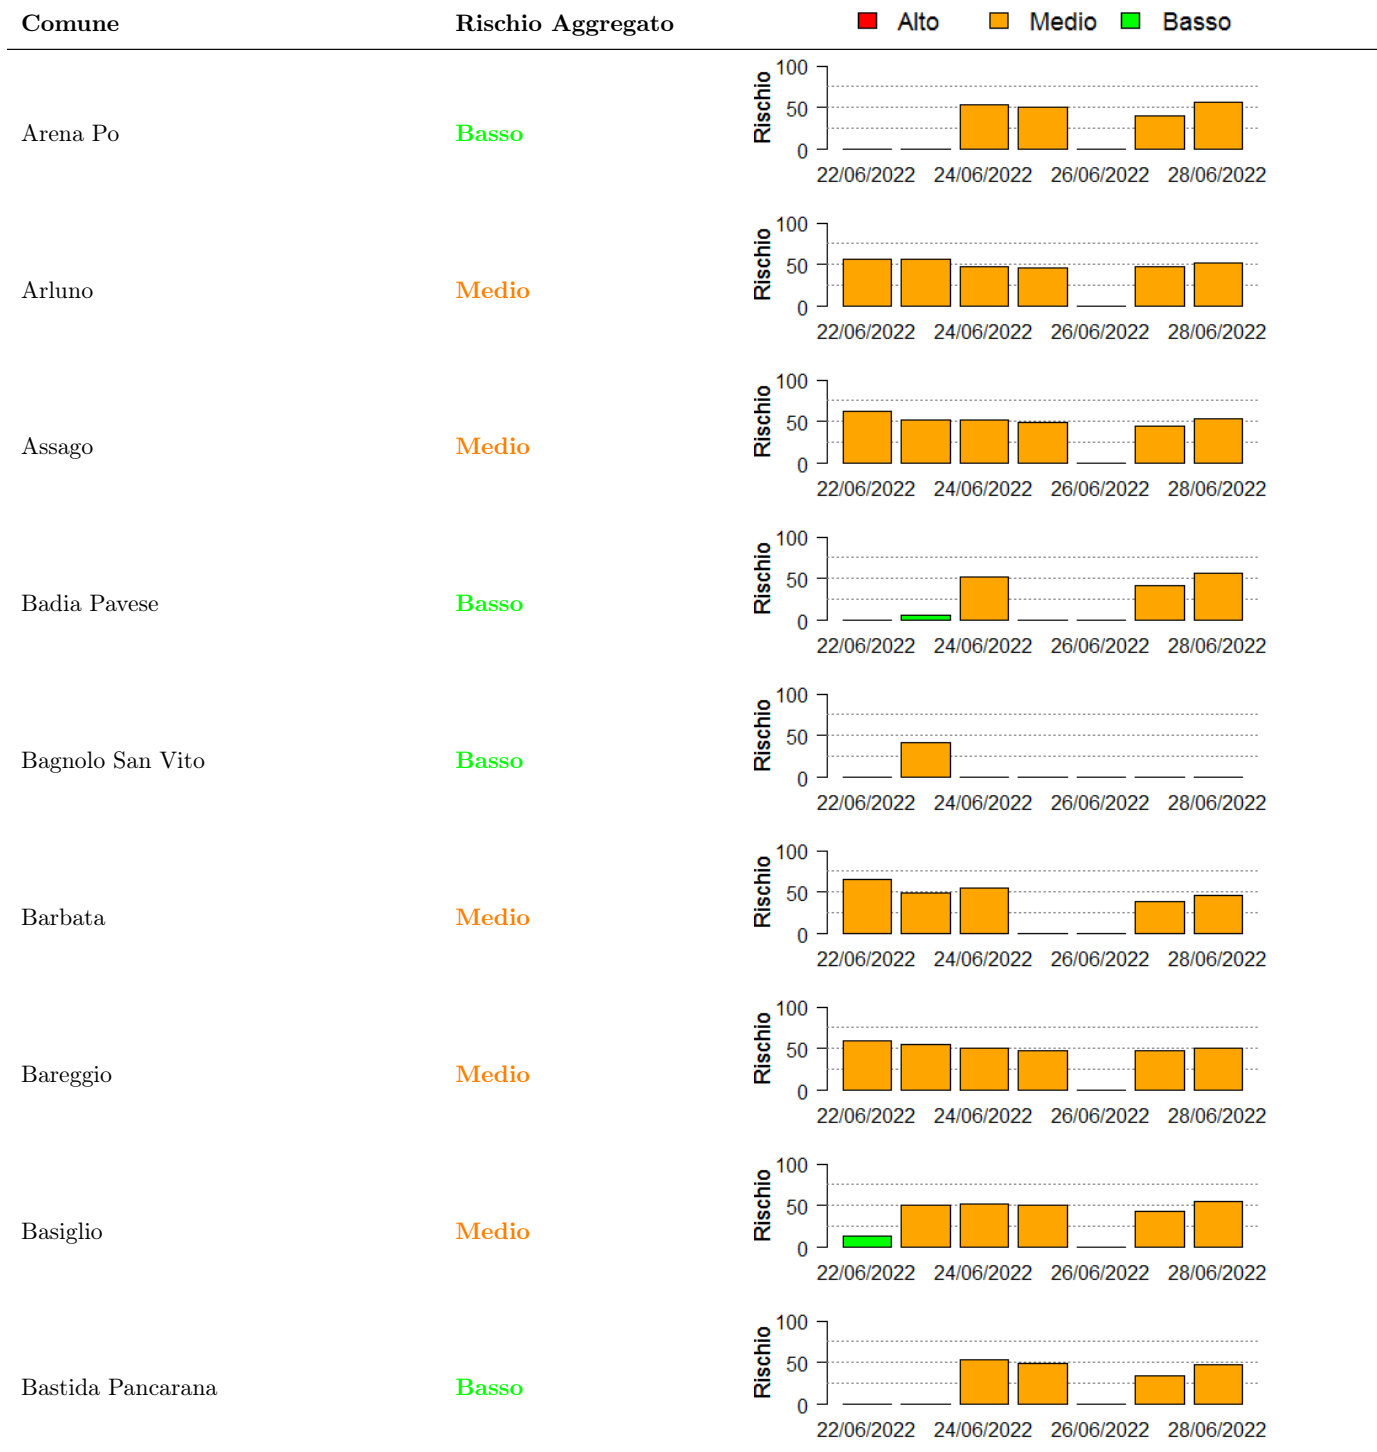 Comune Rischio Aggregato Alto Medio Basso
100
50
0
Rischio
Arena Po Basso
22/06/2022 24/06/2022 26/06/2022 28/06/2022
100
50
0
Rischio
Arluno Medio
22/06/2022 24/06/2022 26/06/2022 28/06/2022
100
50
0
Rischio
Assago Medio
22/06/2022 24/06/2022 26/06/2022 28/06/2022
100
50
0
Rischio
Badia Pavese Basso
22/06/2022 24/06/2022 26/06/2022 28/06/2022
100
50
0
Rischio
Bagnolo San Vito Basso
22/06/2022 24/06/2022 26/06/2022 28/06/2022
100
50
0
Rischio
Barbata Medio
22/06/2022 24/06/2022 26/06/2022 28/06/2022
100
50
0
Rischio
Bareggio Medio
22/06/2022 24/06/2022 26/06/2022 28/06/2022
100
50
0
Rischio
Basiglio Medio
22/06/2022 24/06/2022 26/06/2022 28/06/2022
100
50
0
Rischio
Bastida Pancarana Basso
22/06/2022 24/06/2022 26/06/2022 28/06/2022